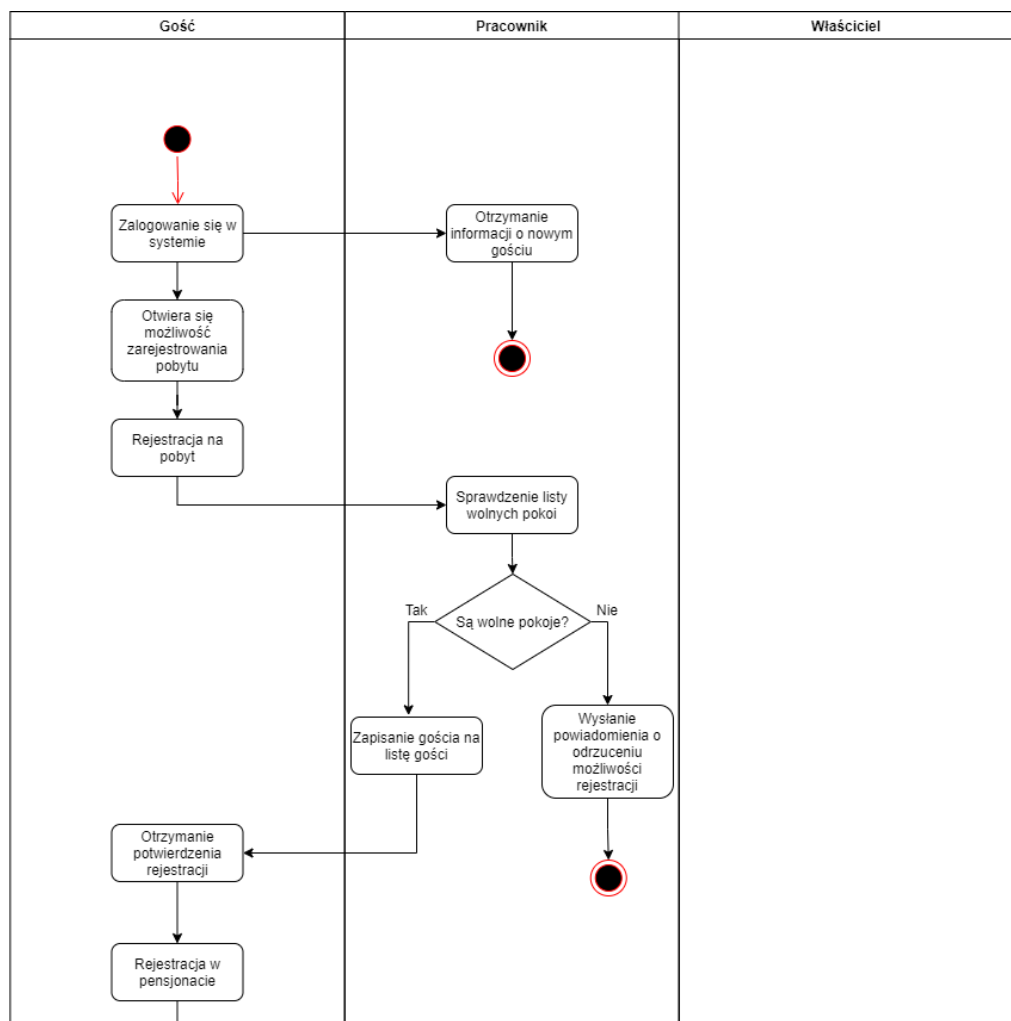 Gość
Pracownik
Właściciel
Zalogowanie się w
systemie
Otrzymanie
informacji o nowym
gościu
Otwiera się
możliwość
zarejestrowania
pobytu
Rejestracja na
pobyt
Sprawdzenie listy
wolnych pokoi
Tak
Są wolne pokoje?
Nie
Zapisanie gościa na
listę gości
Wysłanie
powiadomienia o
odrzuceniu
możliwości
rejestracji
Otrzymanie
potwierdzenia
rejestracji
Rejestracja w
pensjonacie